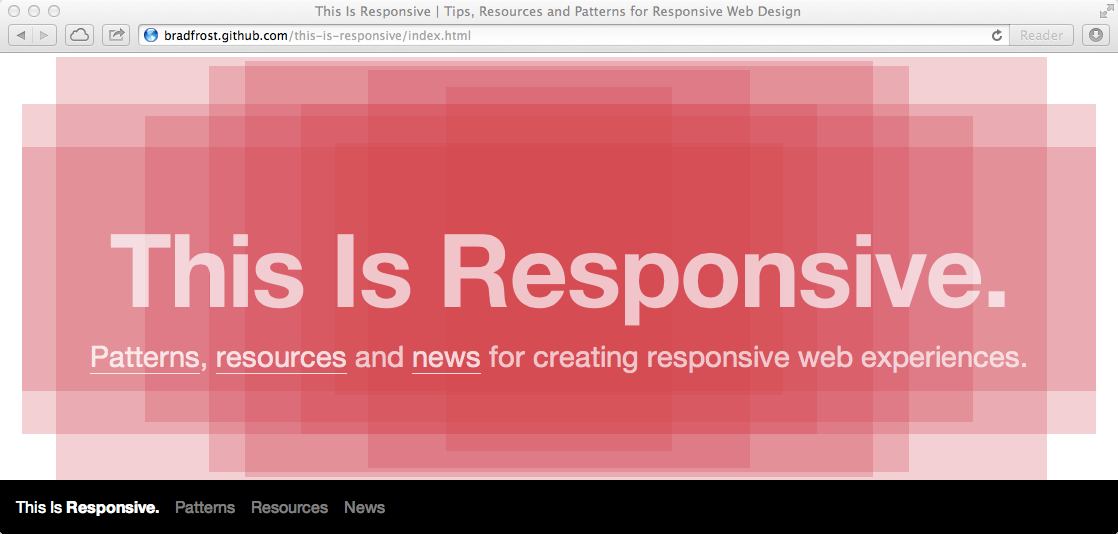 This Is Responsive | Tips, Resources and Patterns for Responsive Web Design
bradfrost.github.com/this-is-responsive/index.html
Reader
This Is Responsive.
Patterns, resources and news for creating responsive web experiences.
This Is Responsive. Patterns Resources News